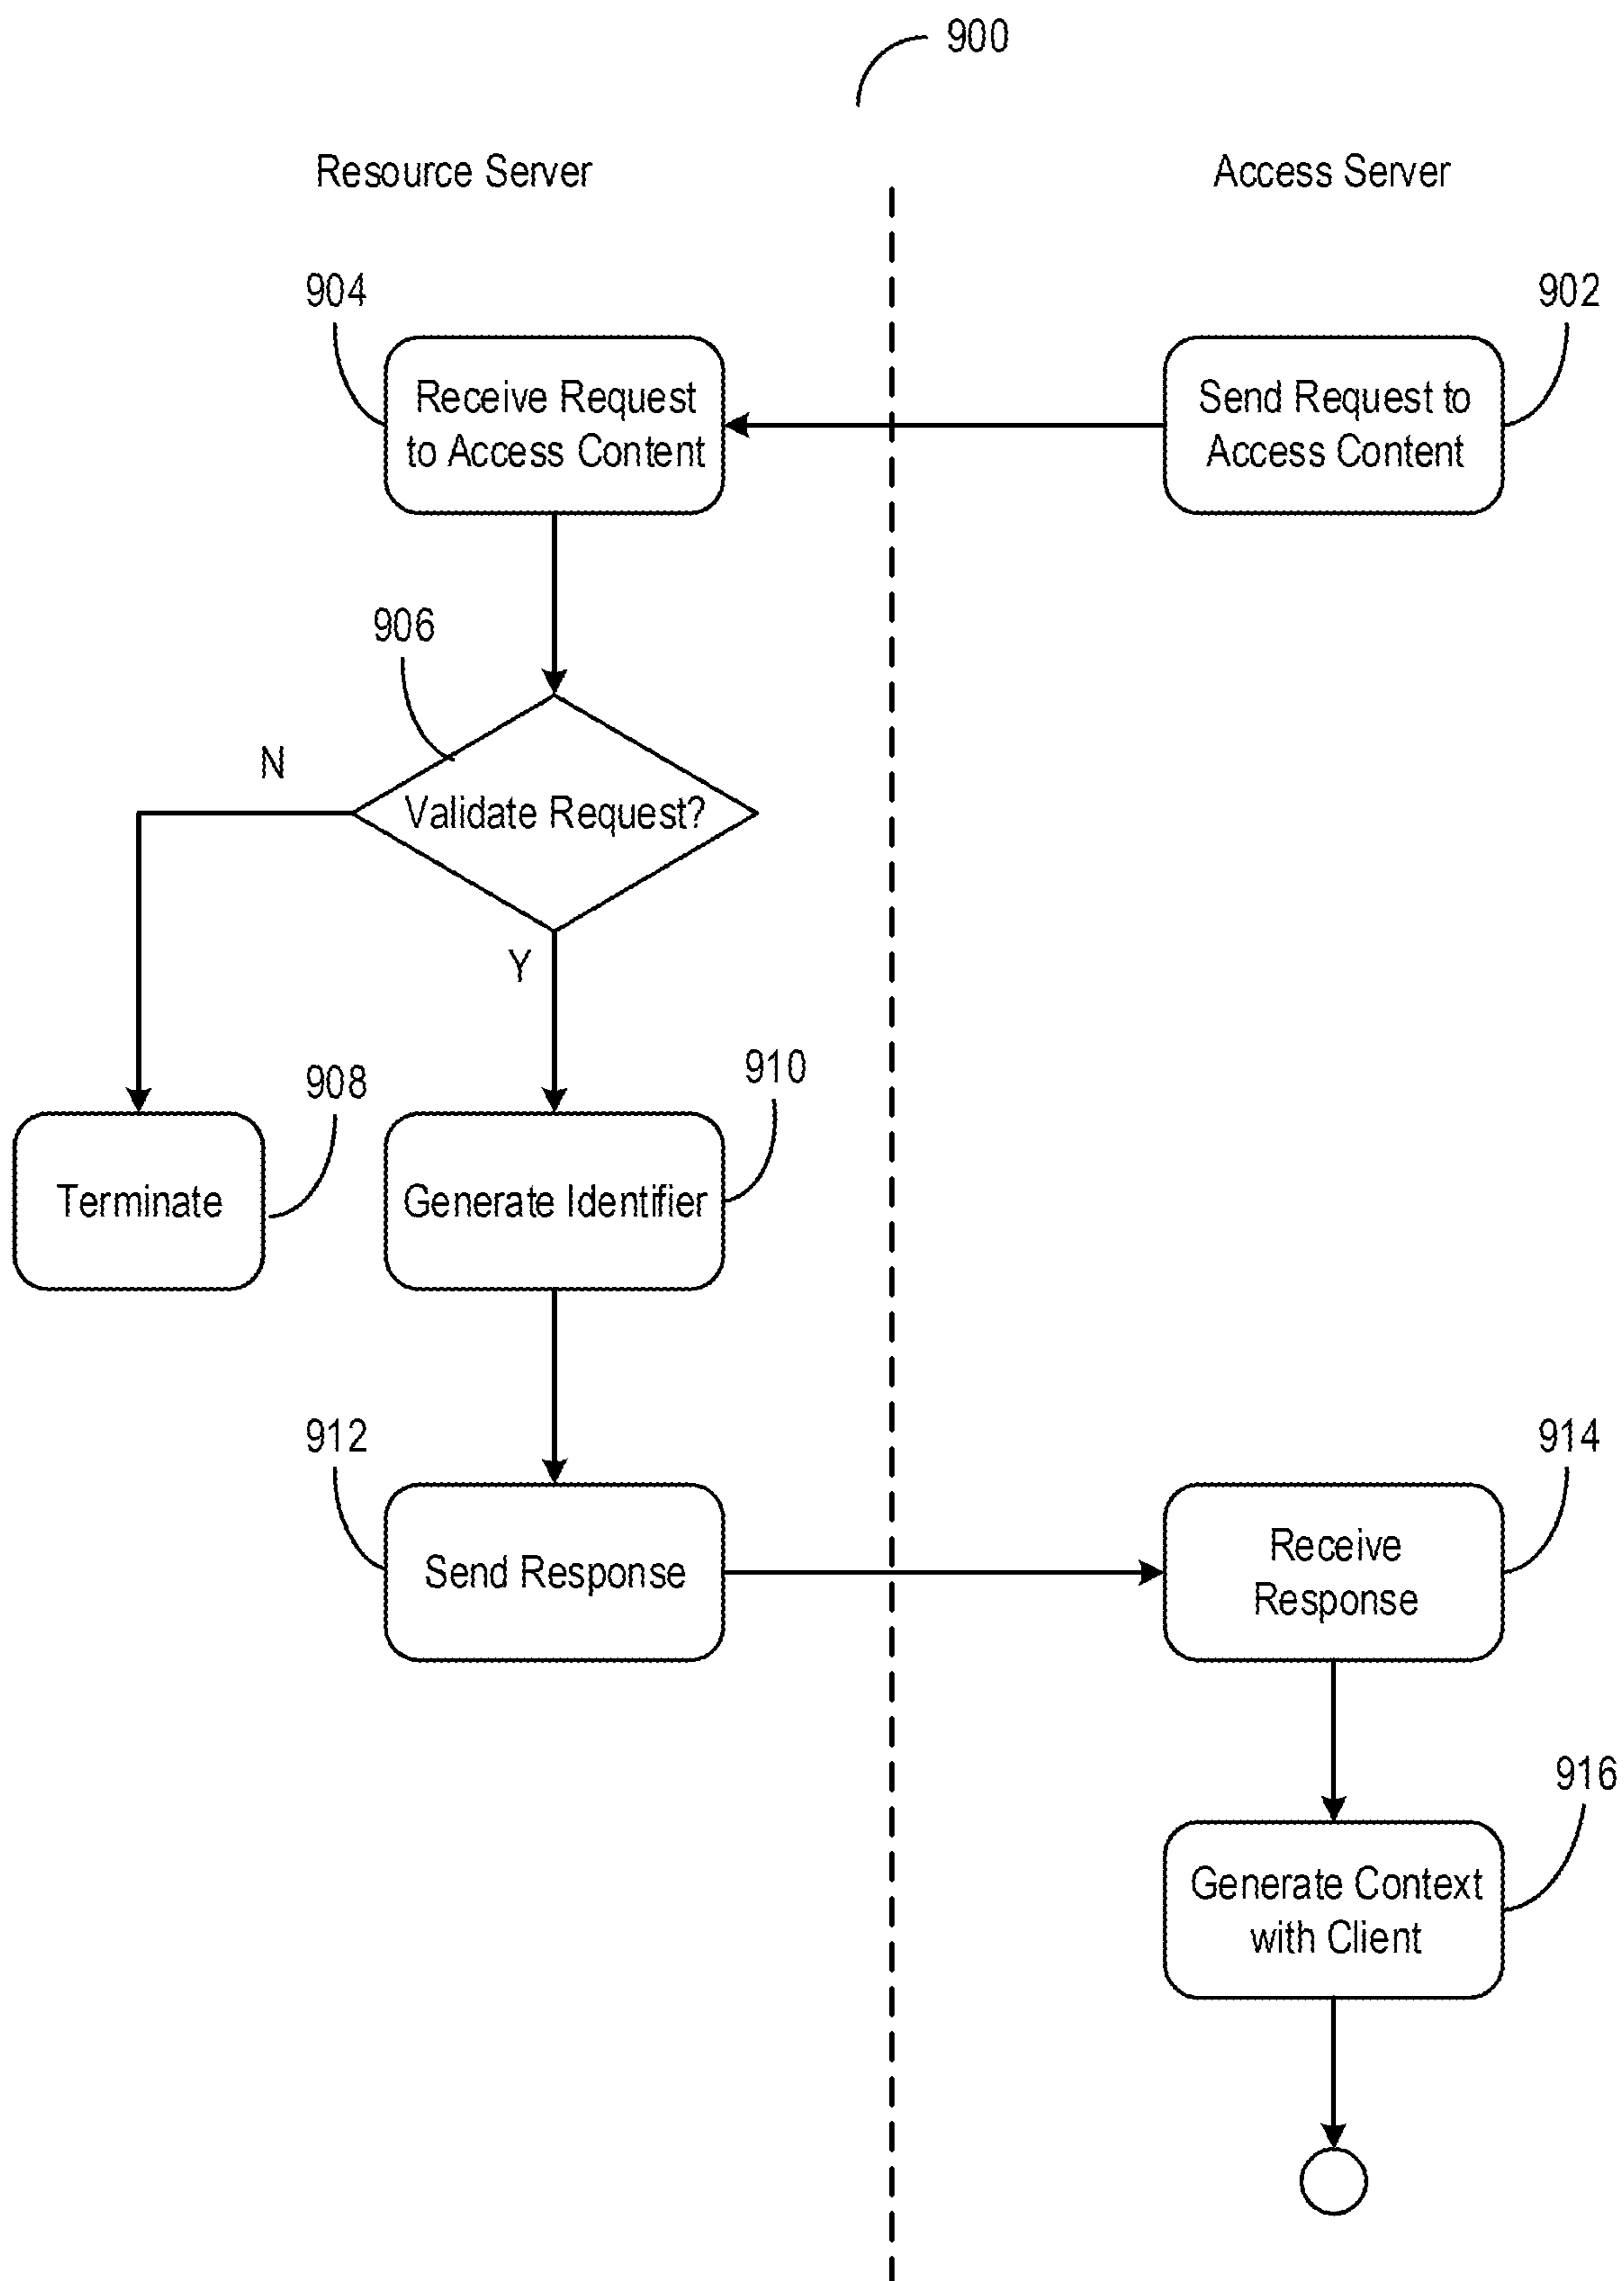 900
Resource Server
Access Server
904
902
Receive Request
to Access Content
Send Request to
Access Content
906
N
Validate Request?
Y
908
910
Terminate
Generate Identifier
912
914
Send Response
Receive
Response
916
Generate Context
with Client